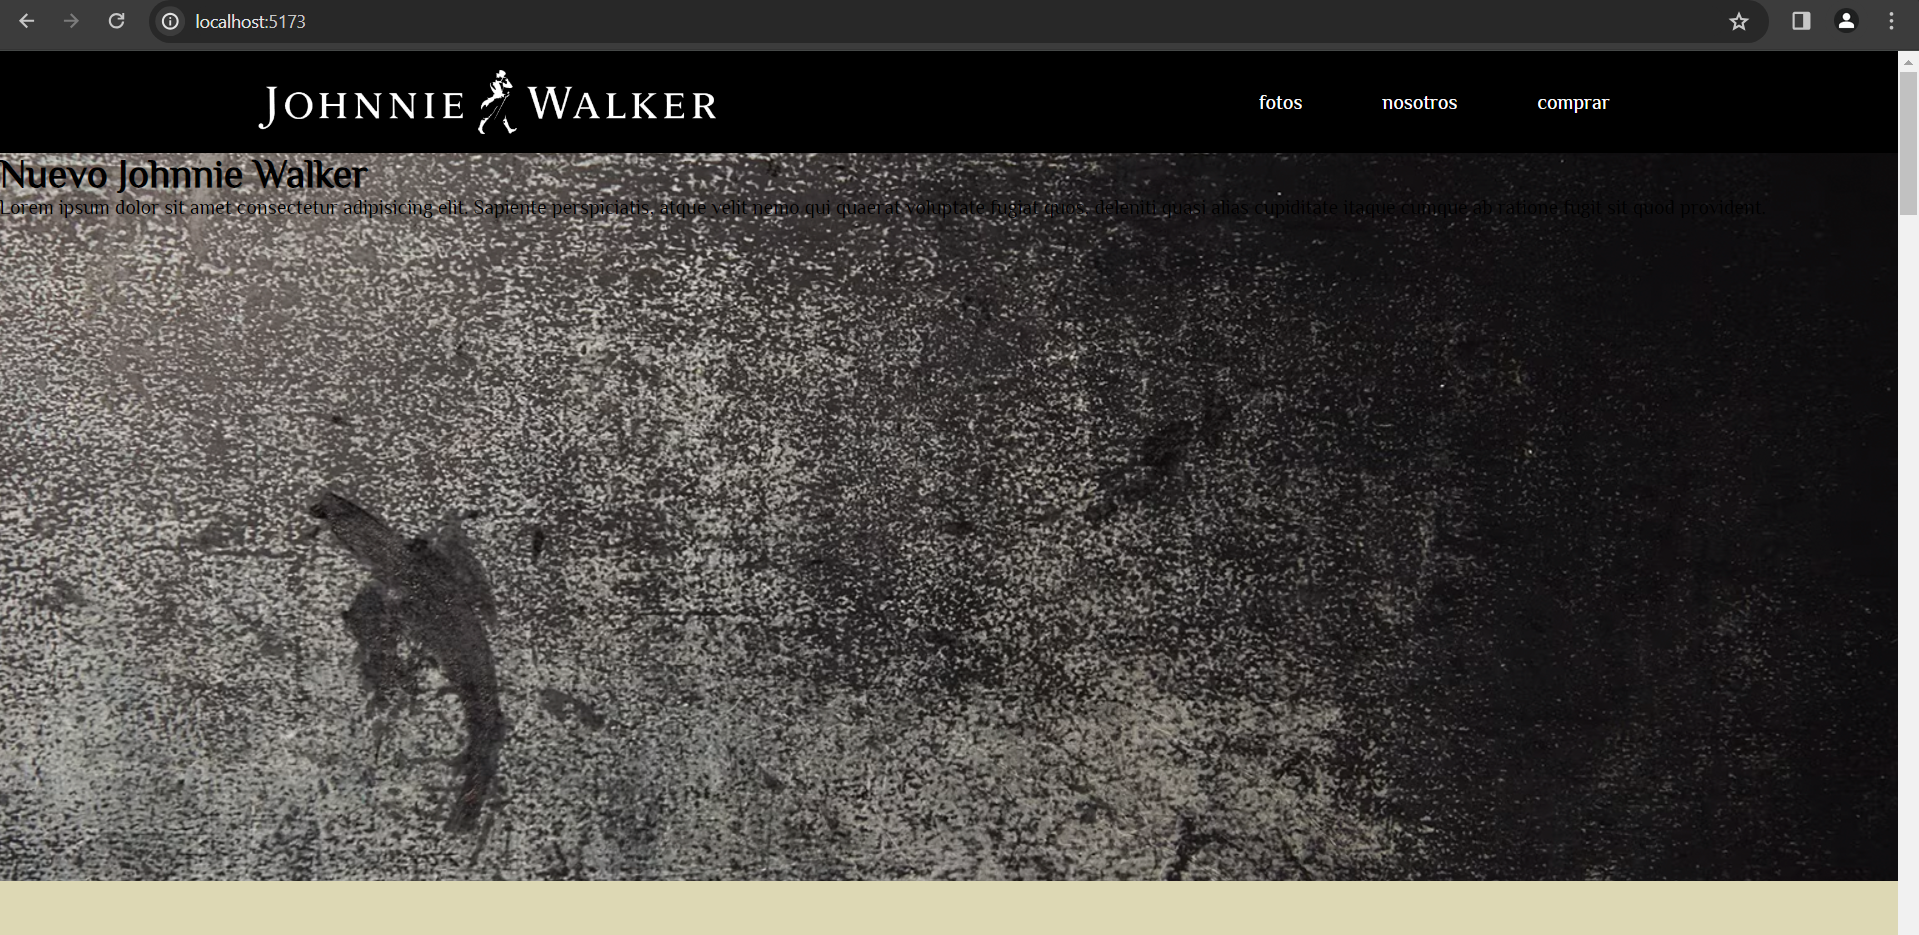 localhost:5173
JOHNNIE WALKER
fotos nosotros comprar
Nuevo Johnnie Walker
Lorem ipsum dolor sit amet consectetur adipisicing elit. Sapiente perspiciatis, atque velit nemo qui quaerat voluptate fugiat quos, deleniti quasi alias cupiditate itaque cumque ab ratione fugit sit quod provident.